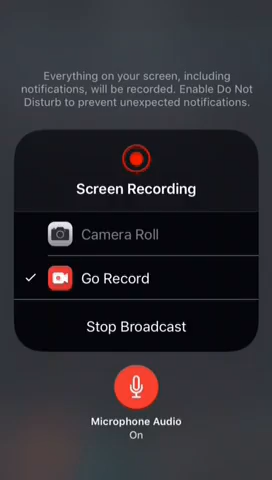 Everything on your screen, including
notifications, will be recorded. Enable Do Not
Disturb to prevent unexpected notifications.
Screen Recording
Camera Roll
Go Record
Stop Broadcast
Microphone Audio
On